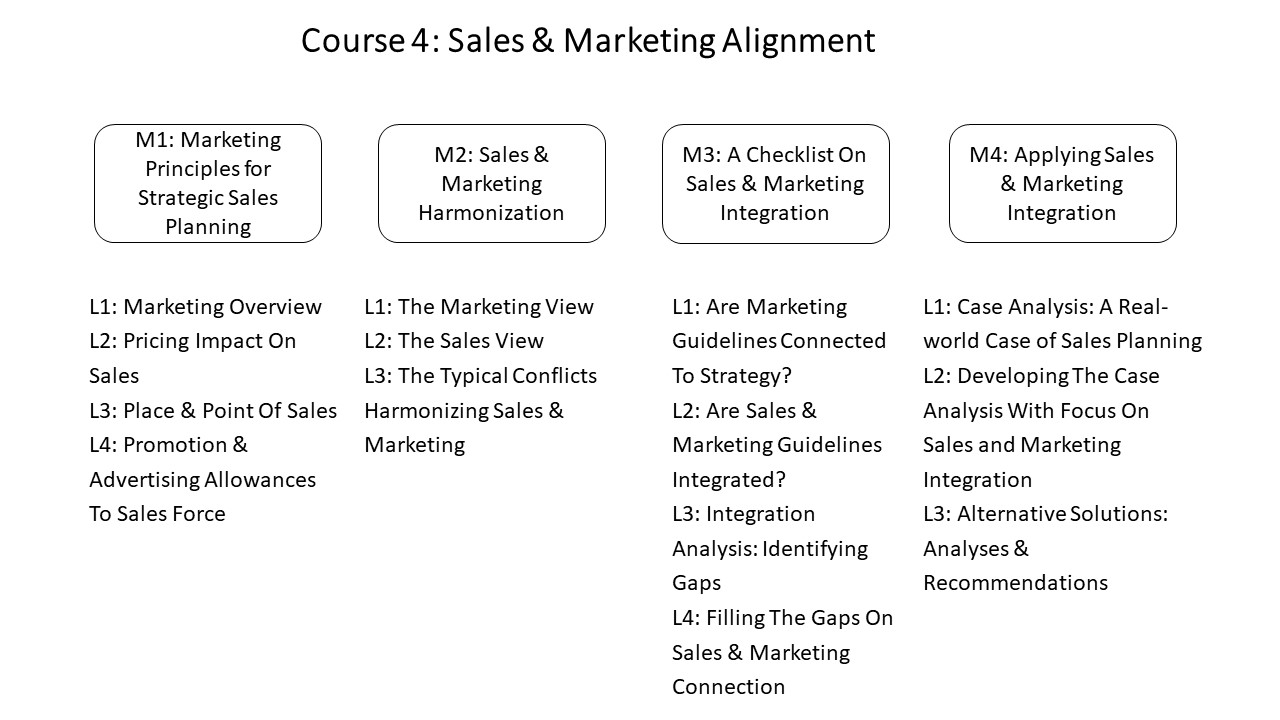 Course 4: Sales & Marketing Alignment
M1: Marketing
Principles for
Strategic Sales
Planning
M2: Sales &
Marketing
Harmonization
M3: A Checklist On
Sales & Marketing
Integration
M4: Applying Sales
& Marketing
Integration
L1: Marketing Overview
L2: Pricing Impact On
Sales
L3: Place & Point Of Sales
L4: Promotion &
Advertising Allowances
To Sales Force
L1: The Marketing View
L2: The Sales View
L3: The Typical Conflicts
Harmonizing Sales &
Marketing
L1: Are Marketing
Guidelines Connected
To Strategy?
L2: Are Sales &
Marketing Guidelines
Integrated?
L3: Integration
Analysis: Identifying
Gaps
L4: Filling The Gaps On
Sales & Marketing
Connection
L1: Case Analysis: A Real-
world Case of Sales Planning
L2: Developing The Case
Analysis With Focus On
Sales and Marketing
Integration
L3: Alternative Solutions:
Analyses &
Recommendations